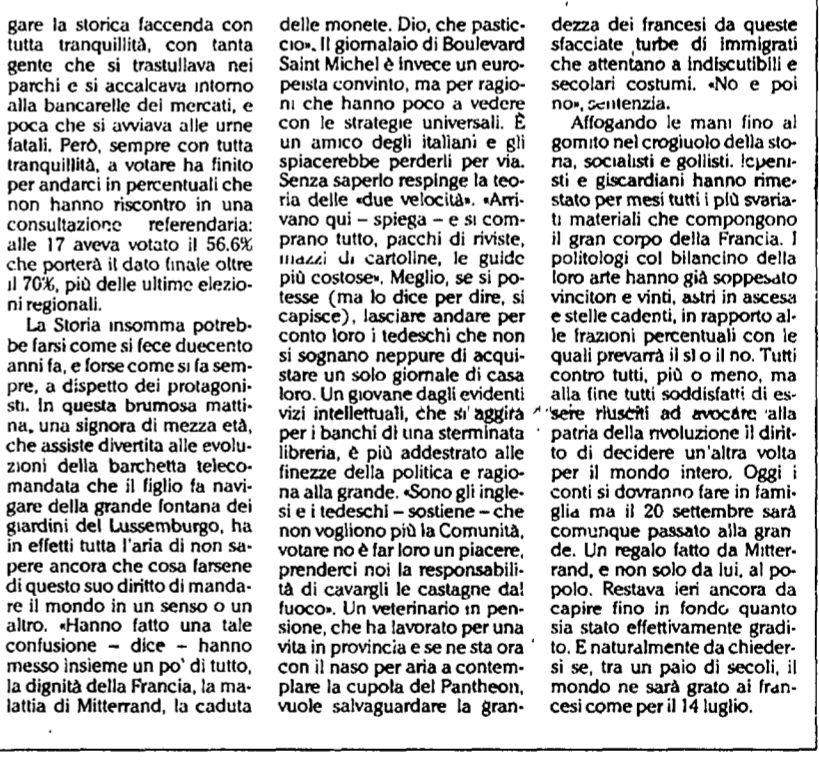 gare la storica faccenda con
tutta tranquillità, con tanta
gente che si trastullava nei
parchi e si accalcava intorno
alla bancarelle dei mercati, e
poca che si avviava alle urne
fatali. Però, sempre con tutta
tranquillità, a votare ha finito
per andarci in percentuali che
non hanno riscontro in una
consultazione referendaria:
alle 17 aveva votato il 56.6%
che porterà il dato finale oltre
il 70%, più delle ultime elezio-
ni regionali.
La Storia insomma potreb-
be farsi come si fece duecento
anni fa, e forse come si fa sem-
pre, a dispetto dei protagoni-
sti. In questa brumosa matti-
na, una signora di mezza età,
che assiste divertita alle evolu-
zioni della barchetta teleco-
mandata che il figlio fa navi-
gare della grande fontana dei
giardini del Lussemburgo, ha
in effetti tutta l'aria di non sa-
pere ancora che cosa farsene
di questo suo diritto di manda-
re il mondo in un senso o un
altro. «Hanno fatto una tale
confusione – dice – hanno
messo insieme un po' di tutto,
la dignità della Francia, la ma-
lattia di Mitterrand, la caduta
delle monete. Dio, che pastic-
cio». Il giornalaio di Boulevard
Saint Michel è invece un euro-
peista convinto, ma per ragio-
ni che hanno poco a vedere
con le strategie universali. È
un amico degli italiani e gli
spiacerebbe perderli per via.
Senza saperlo respinge la teo-
ria delle «due velocità». «Arri-
vano qui – spiega – e si com-
prano tutto, pacchi di riviste,
mazzi di cartoline, le guide
più costose». Meglio, se si po-
tesse (ma lo dice per dire, si
capisce), lasciare andare per
conto loro i tedeschi che non
si sognano neppure di acqui-
stare un solo giornale di casa
loro. Un giovane dagli evidenti
vizi intellettuali, che si aggira
per i banchi di una sterminata
libreria, è più addestrato alle
finezze della politica e ragio-
na alla grande. «Sono gli ingle-
si e i tedeschi – sostiene – che
non vogliono più la Comunità,
votare no è far loro un piacere,
prenderci noi la responsabili-
tà di cavargli le castagne dal
fuoco». Un veterinario in pen-
sione, che ha lavorato per una
vita in provincia e se ne sta ora
con il naso per aria a contem-
plare la cupola del Pantheon,
vuole salvaguardare la gran-
dezza dei francesi da queste
sfacciate turbe di immigrati
che attentano a indiscutibili e
secolari costumi. «No e poi
no», sentenzia.
Affogando le mani fino al
gomito nel crogiuolo della sto-
ria, socialisti e gollisti. lepeni-
sti e giscardiani hanno rime-
stato per mesi tutti i più svaria-
ti materiali che compongono
il gran corpo della Francia. I
politologi col bilancino della
loro arte hanno già soppesato
vincitori e vinti, astri in ascesa
e stelle cadenti, in rapporto al-
le frazioni percentuali con le
quali prevarrà il sì o il no. Tutti
contro tutti, più o meno, ma
alla fine tutti soddisfatti di es-
sere riusciti ad avocare alla
patria della rivoluzione il dirit-
to di decidere un'altra volta
per il mondo intero. Oggi i
conti si dovranno fare in fami-
glia ma il 20 settembre sarà
comunque passato alla gran
de. Un regalo fatto da Mitter-
rand, e non solo da lui, al po-
polo. Restava ieri ancora da
capire fino in fondo quanto
sia stato effettivamente gradi-
to. E naturalmente da chieder-
si se, tra un paio di secoli, il
mondo ne sarà grato ai fran-
cesi come per il 14 luglio.